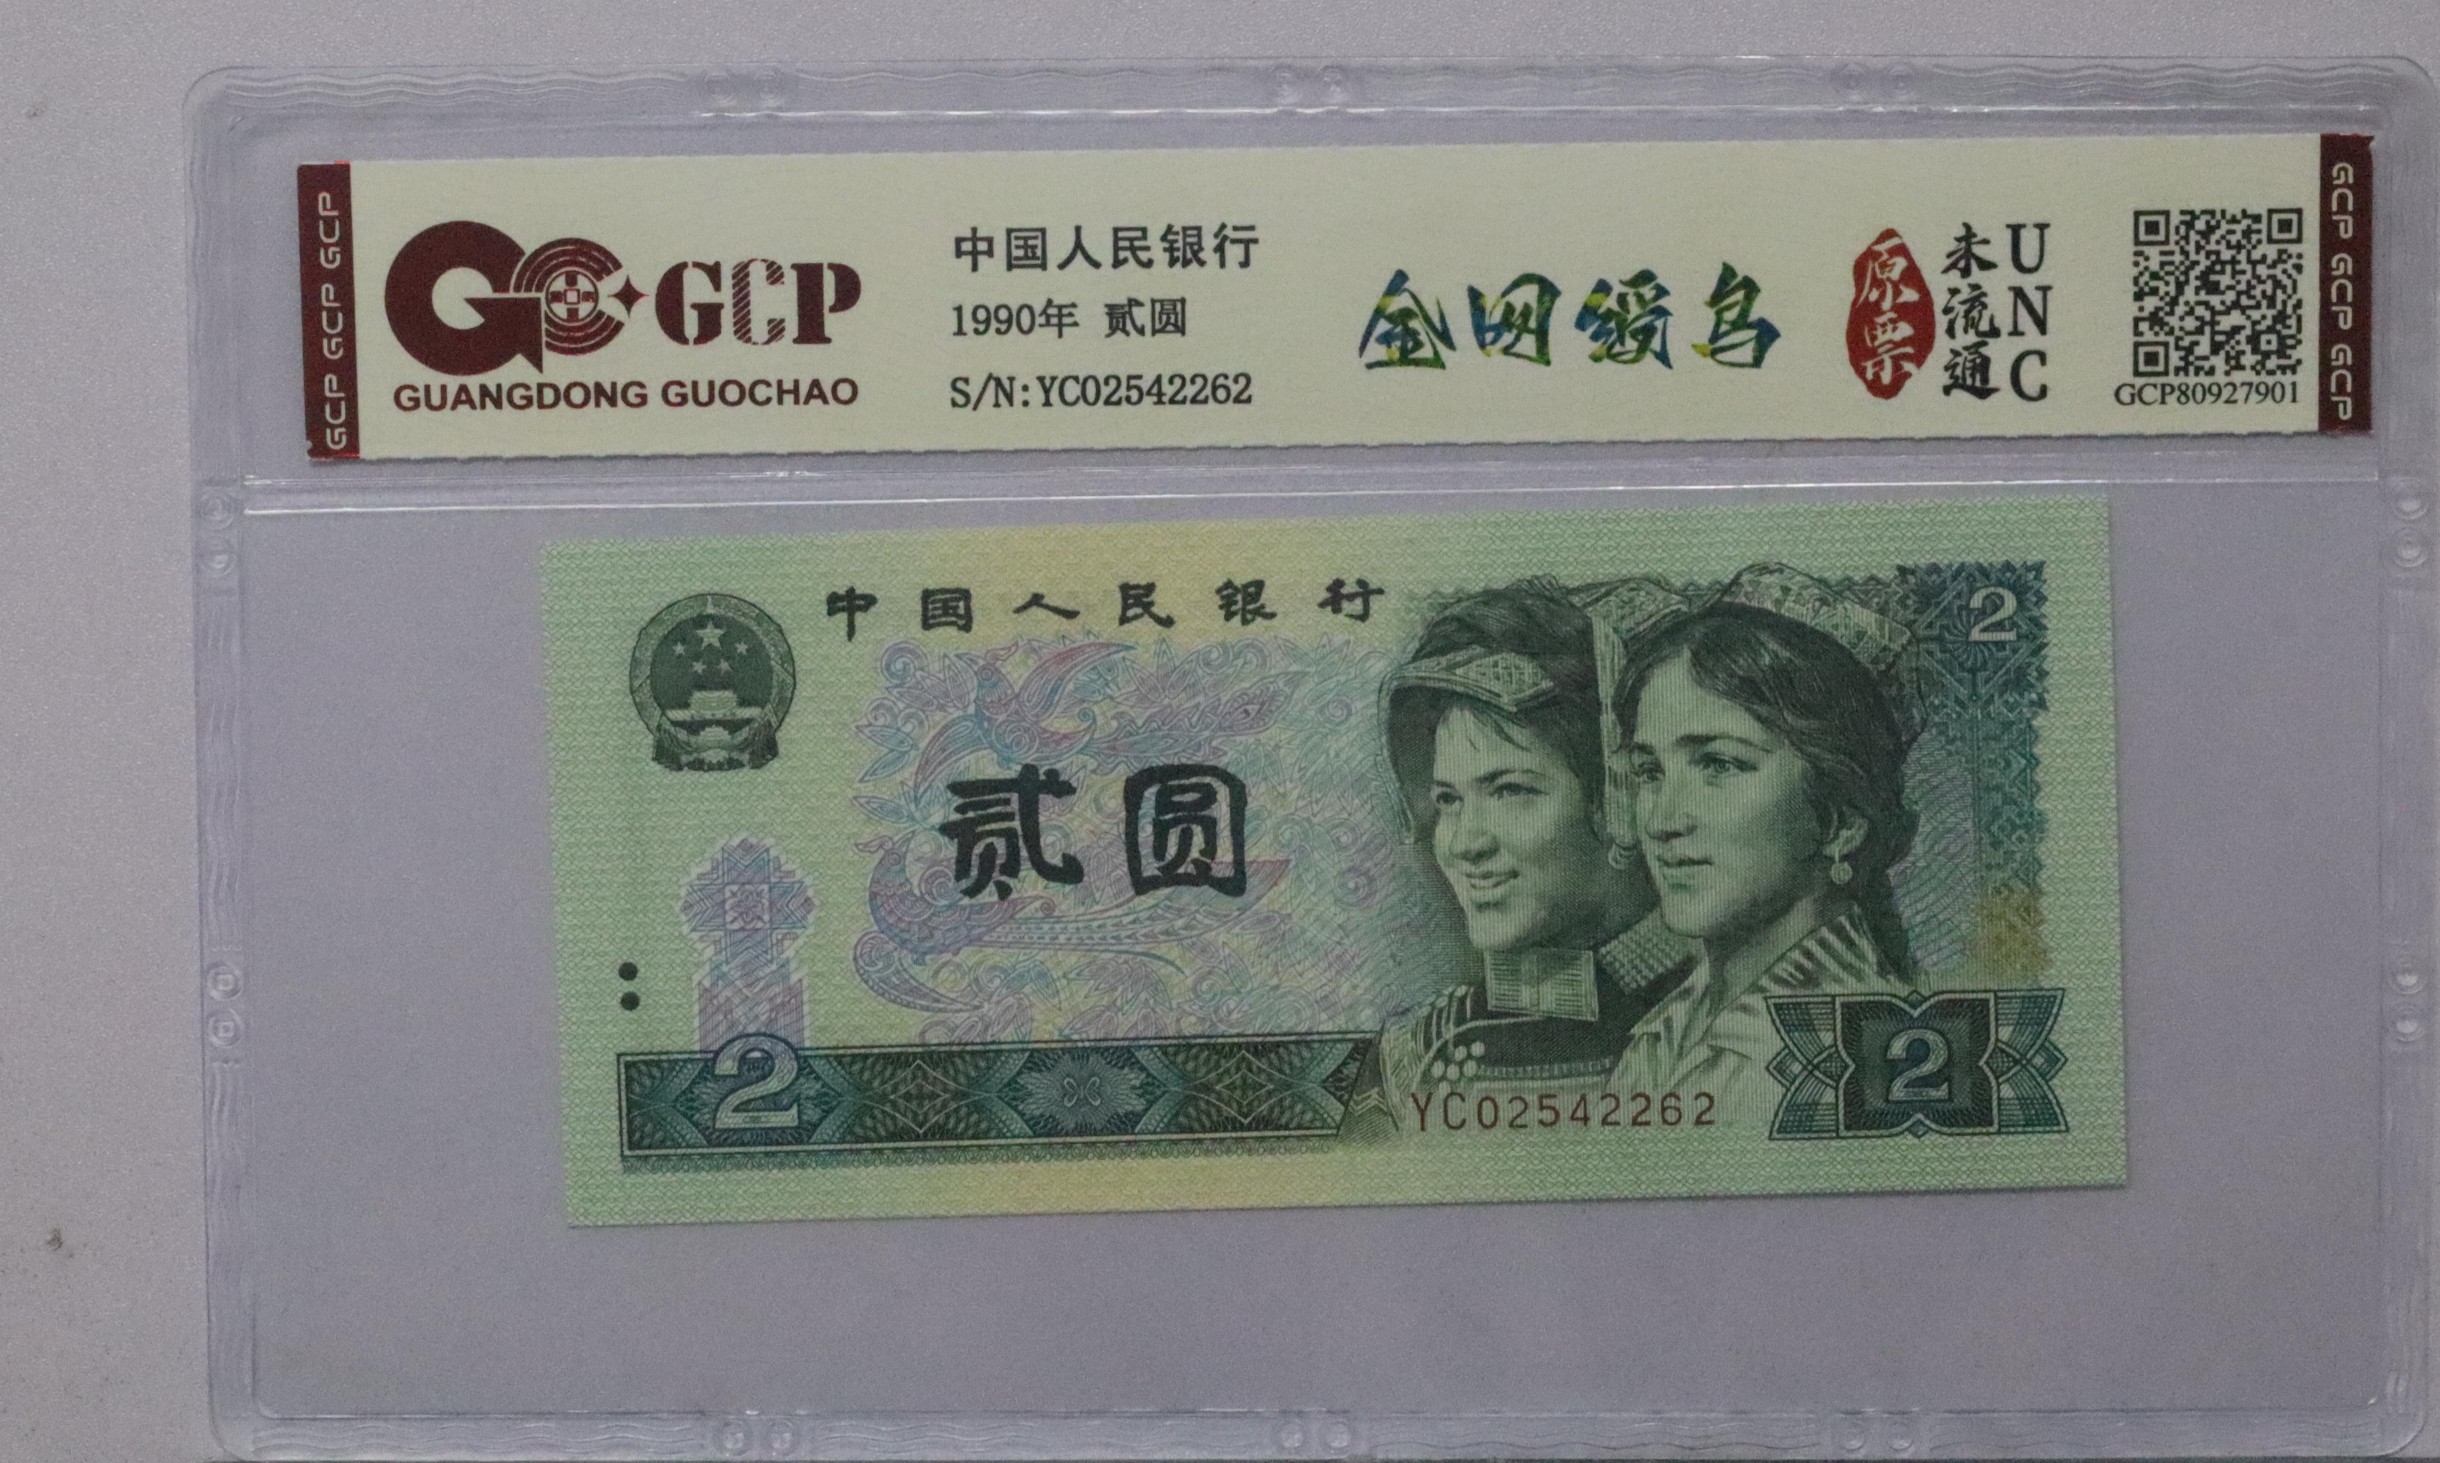 GCP GCP GCP
GCP
GUANGDONG GUOCHAO
中国人民银行
1990年 贰圆
S/N:YC02542262
金网绶鸟
原票
未流通
UNC
GCP80927901
GCP GCP GCP
中国人民银行
2
贰圆
2
YC02542262
2